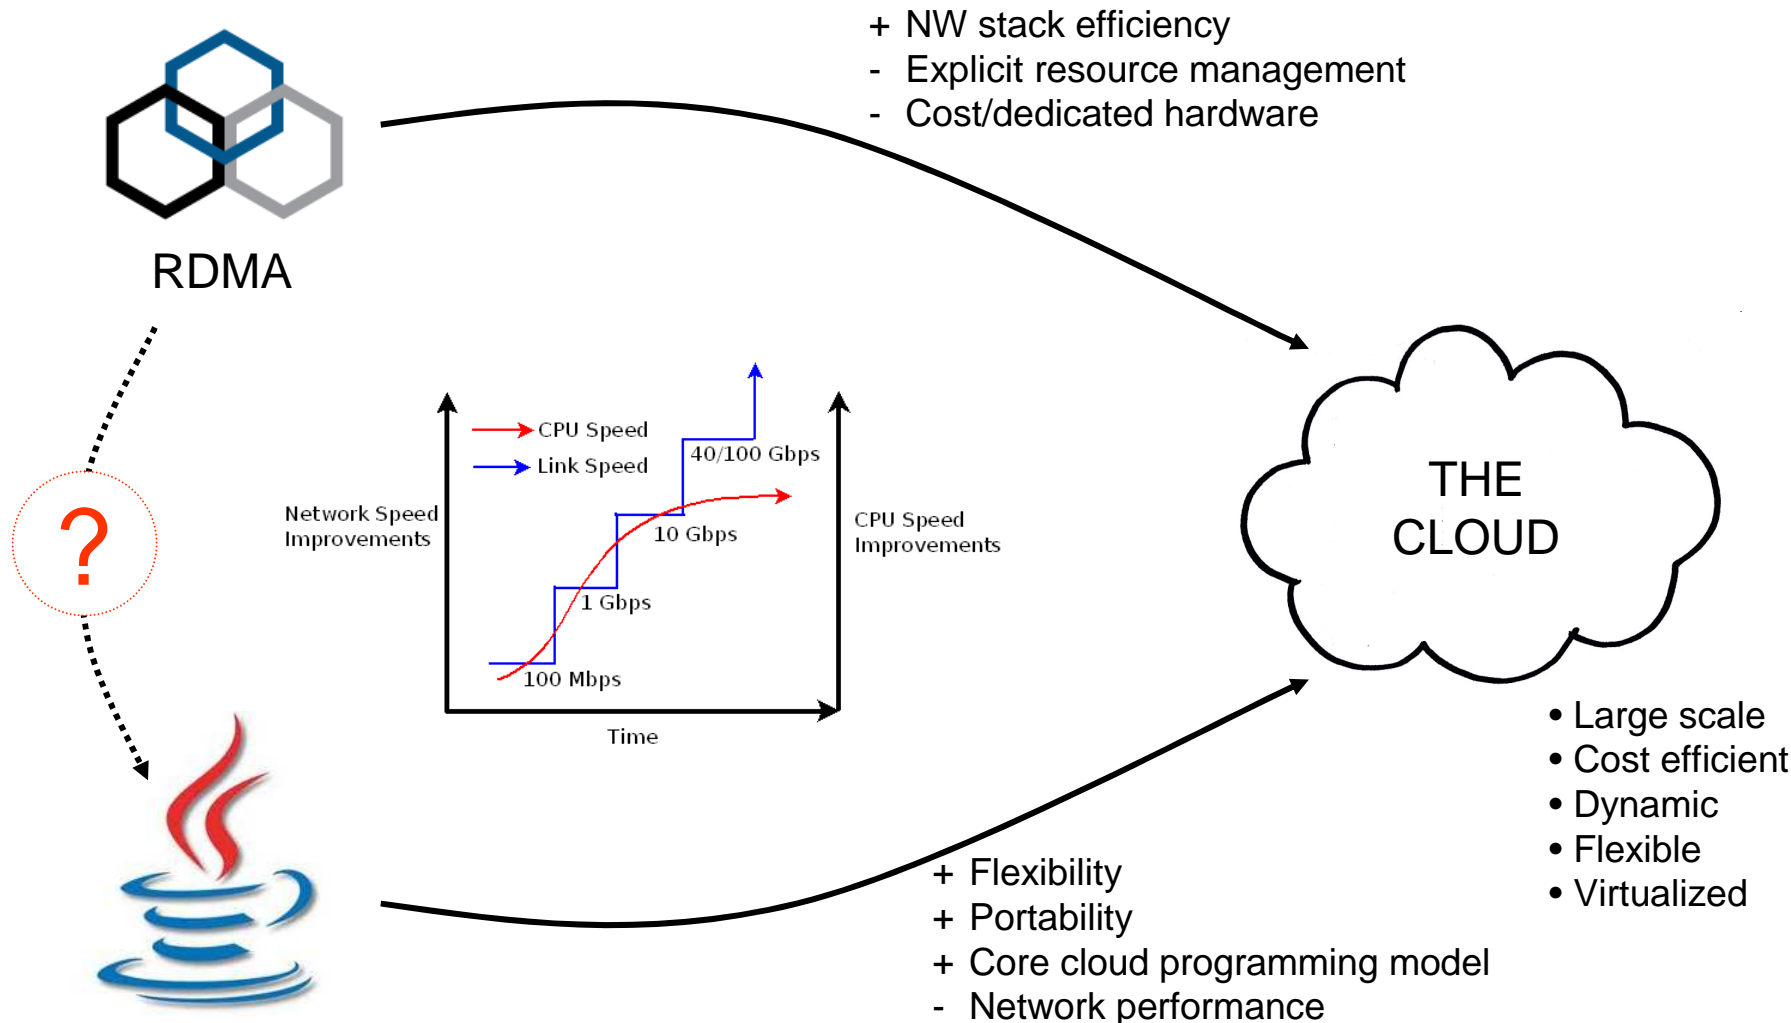 + NW stack efficiency
- Explicit resource management
- Cost/dedicated hardware
RDMA
?
CPU Speed
Link Speed
40/100 Gbps
10 Gbps
1 Gbps
100 Mbps
Network Speed
Improvements
CPU Speed
Improvements
Time
THE
CLOUD
• Large scale
• Cost efficient
• Dynamic
• Flexible
• Virtualized
+ Flexibility
+ Portability
+ Core cloud programming model
- Network performance